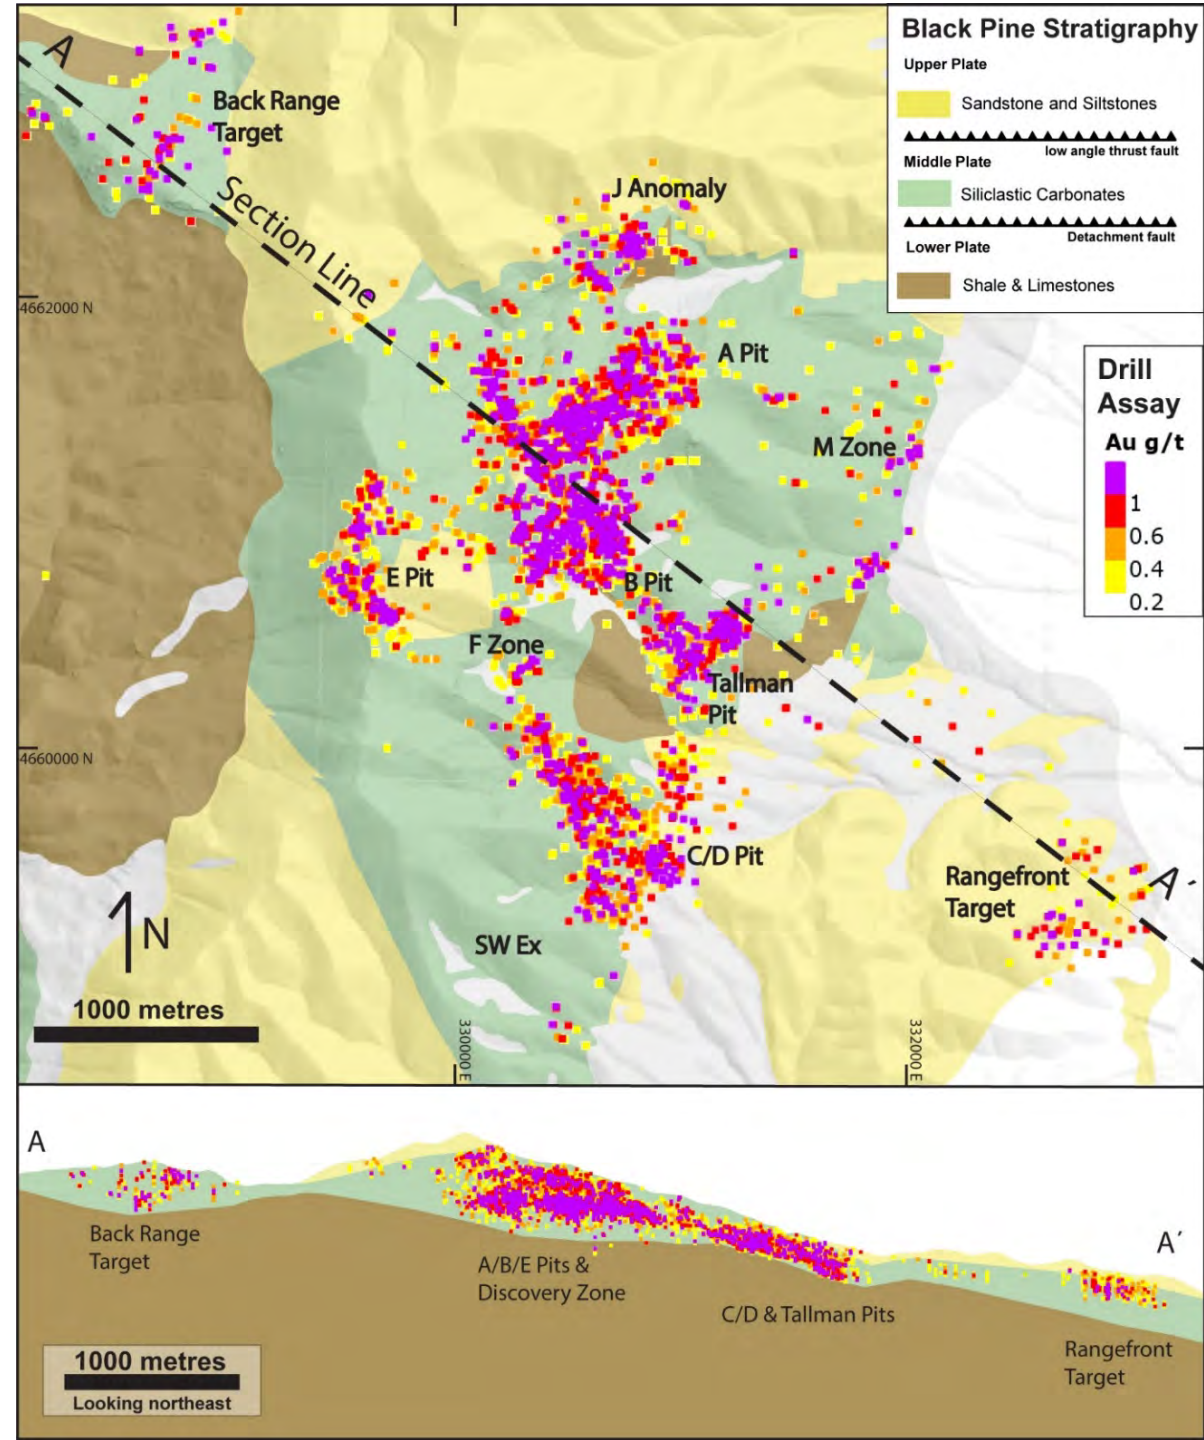 A
Back Range
Target
Section Line
J Anomaly
Black Pine Stratigraphy
Upper Plate
Sandstone and Siltstones
low angle thrust fault
Middle Plate
Siliclastic Carbonates
Detachment fault
Lower Plate
Shale & Limestones
4662000 N
A Pit
Drill
Assay
Au g/t
1
0.6
0.4
0.2
M Zone
E Pit
B Pit
F Zone
Tallman
Pit
4660000 N
C/D Pit
Rangefront
Target
A´
N
SW Ex
1000 metres
330000 E
332000 E
A
Back Range
Target
A/B/E Pits &
Discovery Zone
C/D & Tallman Pits
A´
Rangefront
Target
1000 metres
Looking northeast